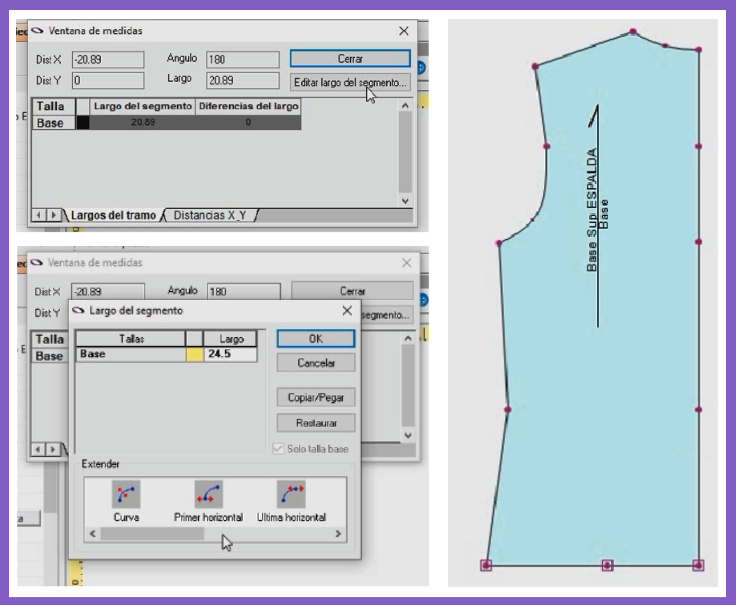 Ventana de medidas
Dist X -20.89 Angulo 180 Cerrar
Dist Y 0 Largo 20.89 Editar largo del segmento...
Talla Largo del segmento Diferencias del largo
Base 20.89 0
Largos del tramo Distancias X_Y
Ventana de medidas
Dist X -20.89 Angulo 180 Cerrar
Dist Y segmento...
Talla
Base
Largo del segmento
Tallas Largo
Base 24.5
OK
Cancelar
Copiar/Pegar
Restaurar
Solo talla base
Extender
Curva Primer horizontal Ultima horizontal
Base Sup ESPALDA
Base